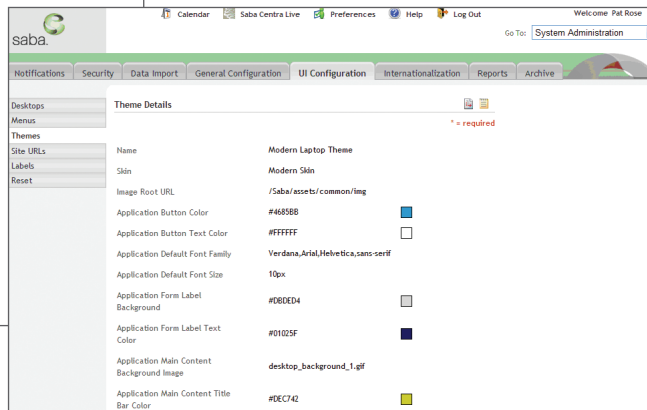 Calendar Saba Centra Live Preferences Help Log Out Welcome Pat Rose
saba.
Go To: System Administration
Notifications Security Data Import General Configuration UI Configuration Internationalization Reports Archive
Desktops
Menus
Themes
Site URLs
Labels
Reset
Theme Details
* = required
Name Modern Laptop Theme
Skin Modern Skin
Image Root URL /Saba/assets/common/img
Application Button Color #4685BB
Application Button Text Color #FFFFFF
Application Default Font Family Verdana,Arial,Helvetica,sans-serif
Application Default Font Size 10px
Application Form Label
Background #DBDED4
Application Form Label Text
Color #01025F
Application Main Content
Background Image desktop_background_1.gif
Application Main Content Title
Bar Color #DEC742